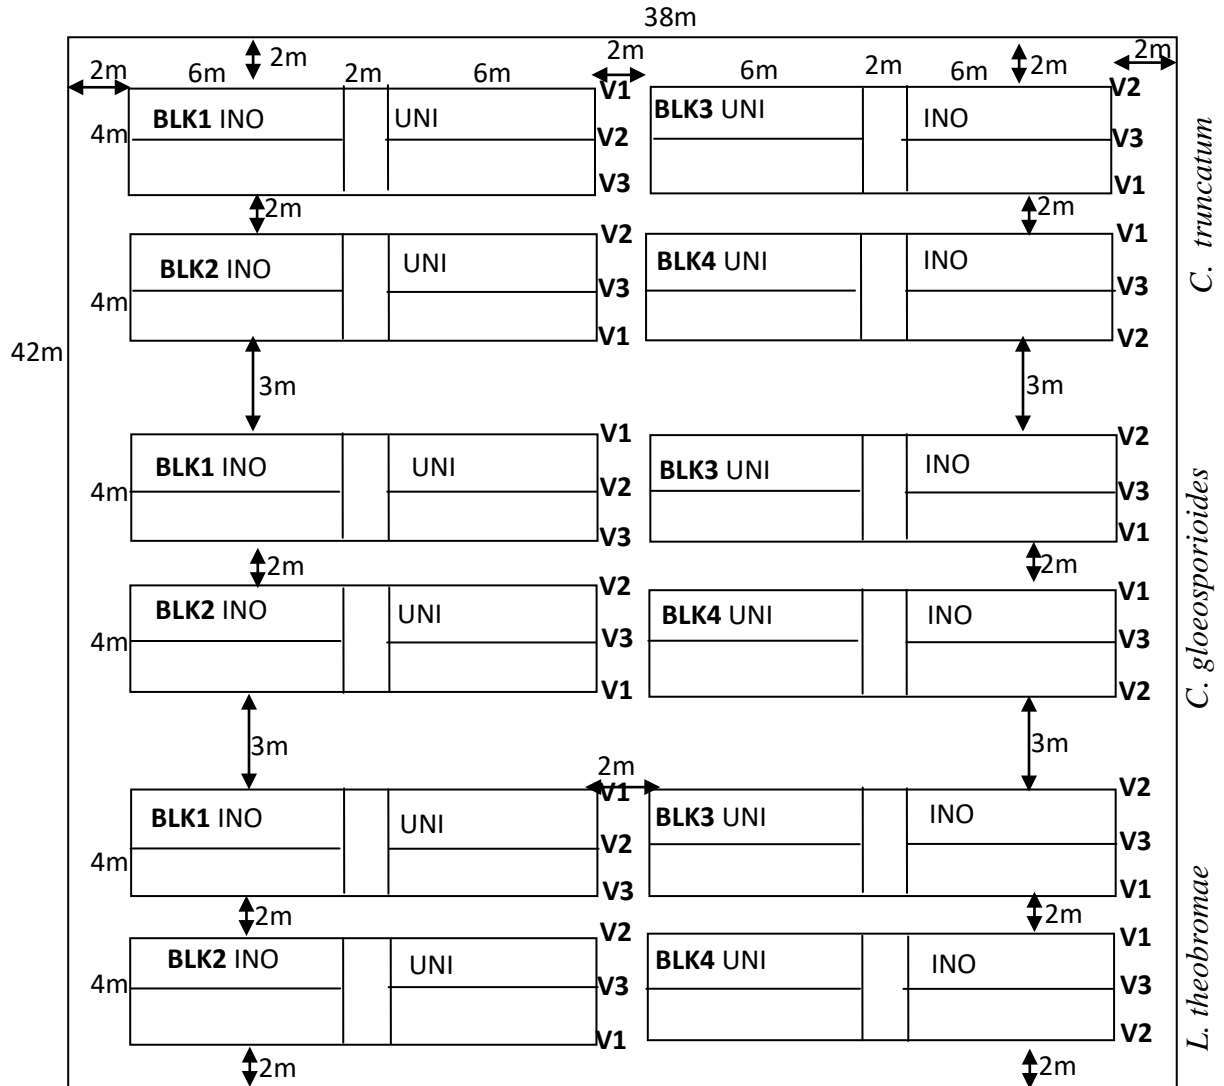 38m
2m 2m 2m 2m
2m 6m 2m 6m 6m 2m 6m
V1 V2
BLK1 INO UNI BLK3 UNI INO
4m V2 V3
V3 V1
2m 2m
V2 V1
BLK2 INO UNI BLK4 UNI INO
4m V3 V3
V1 V2
42m
3m 3m
C. truncatum
V1 V2
BLK1 INO UNI BLK3 UNI INO
4m V2 V3
V3 V1
2m 2m
V2 V1
BLK2 INO UNI BLK4 UNI INO
4m V3 V3
V1 V2
3m 3m
C. gloeosporioides
2m
V1 V2
BLK1 INO UNI BLK3 UNI INO
4m V2 V3
V3 V1
2m 2m
V2 V1
BLK2 INO UNI BLK4 UNI INO
4m V3 V3
V1 V2
2m 2m
L. theobromae